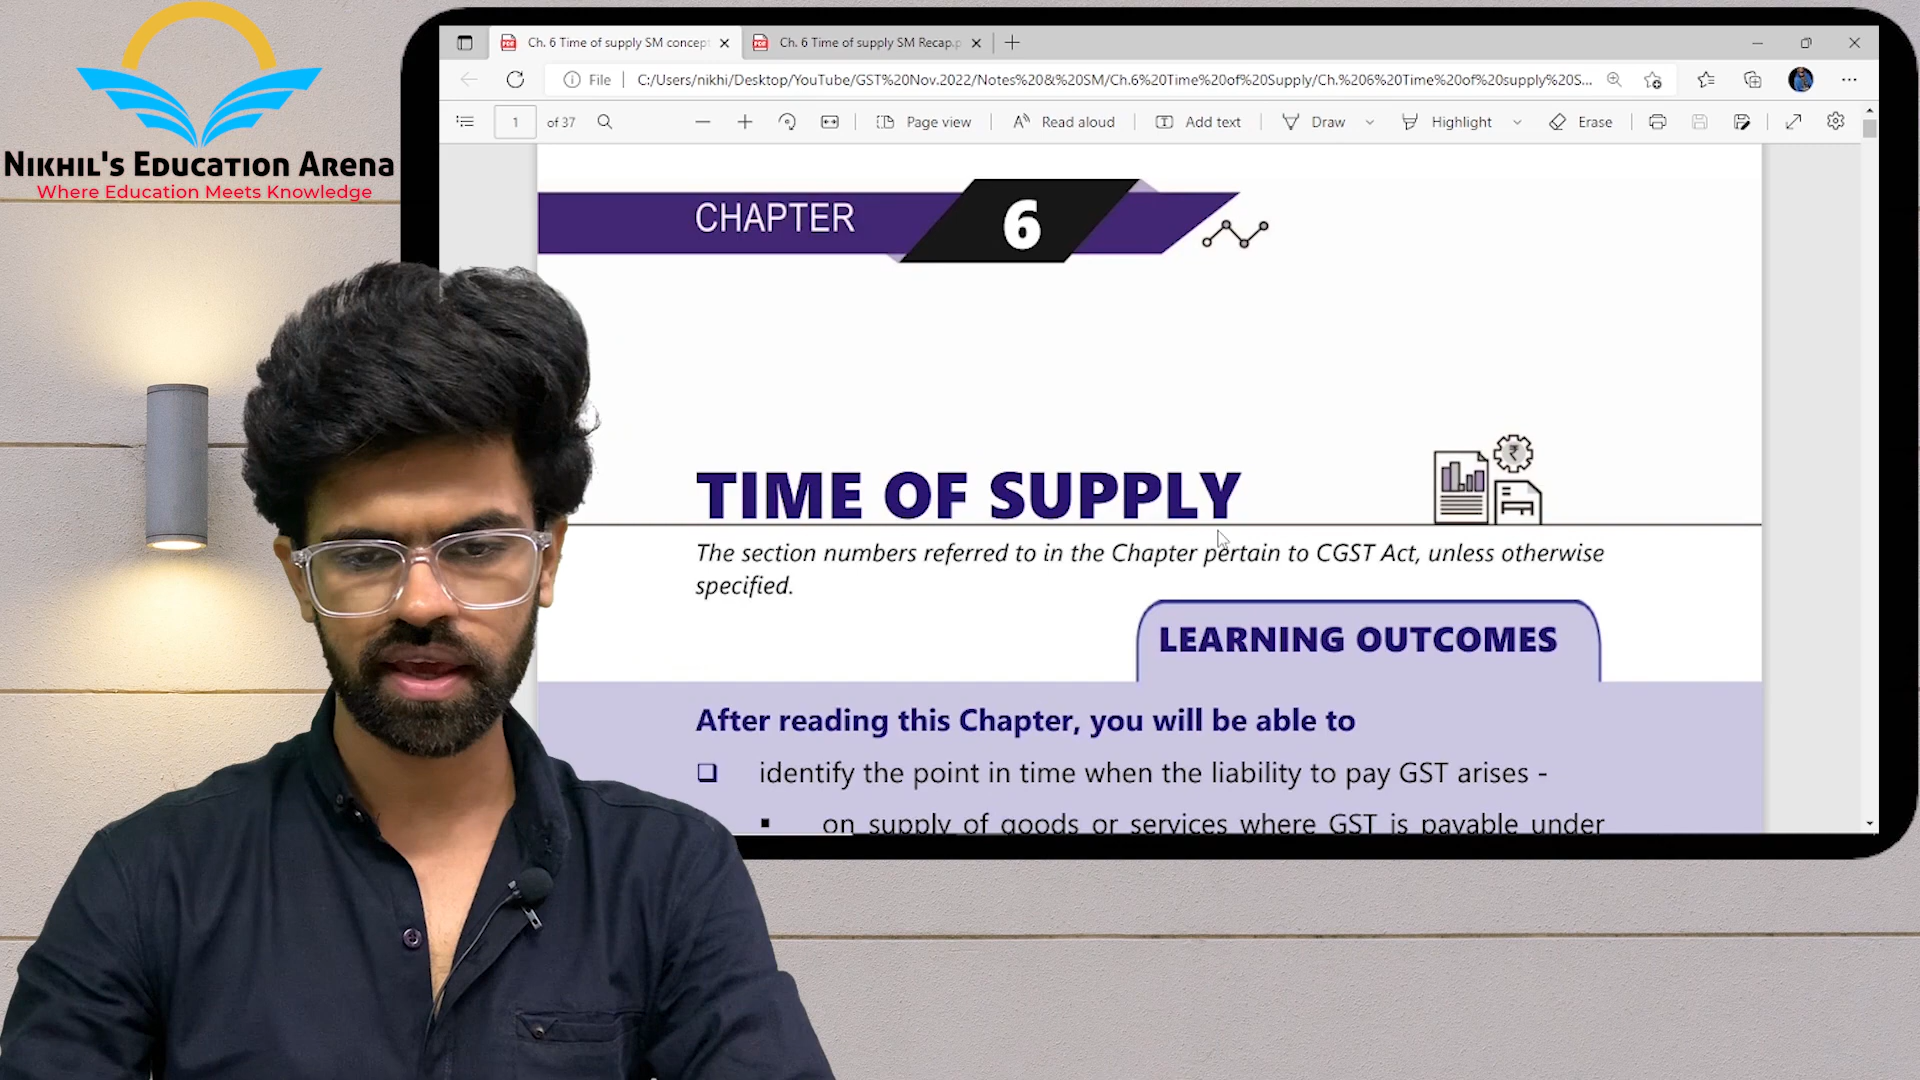 NIKHIL'S EDUCATION ARENA
Where Education Meets Knowledge
Ch. 6 Time of supply SM concept
Ch. 6 Time of supply SM Recap.p
File
C:/Users/nikhi/Desktop/YouTube/GST%20Nov.2022/Notes%20&%20SM/Ch.6%20Time%20of%20Supply/Ch.%206%20Time%20of%20supply%20S...
1 of 37
Page view
Read aloud
Add text
Draw
Highlight
Erase
CHAPTER 6
TIME OF SUPPLY
The section numbers referred to in the Chapter pertain to CGST Act, unless otherwise
specified.
LEARNING OUTCOMES
After reading this Chapter, you will be able to
identify the point in time when the liability to pay GST arises -
on supply of goods or services where GST is payable under